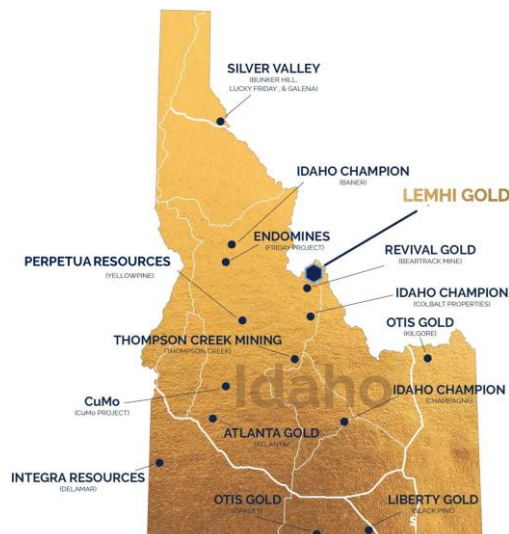 SILVER VALLEY
(BUNKER HILL,
LUCKY FRIDAY, & GALENA)
IDAHO CHAMPION
(BANER)
LEMHI GOLD
ENDOMINES
(FRIDAY PROJECT)
REVIVAL GOLD
(BEARTRACK MINE)
PERPETUA RESOURCES
(YELLOWPINE)
IDAHO CHAMPION
(COLBALT PROPERTIES)
OTIS GOLD
(KILGORE)
THOMPSON CREEK MINING
(THOMPSON CREEK)
Idaho
IDAHO CHAMPION
(CHAMPAGNE)
CuMo
(CuMO PROJECT)
ATLANTA GOLD
(ATLANTA)
INTEGRA RESOURCES
(DELAMAR)
OTIS GOLD
(OAKLEY)
LIBERTY GOLD
(BLACK PINE)
S